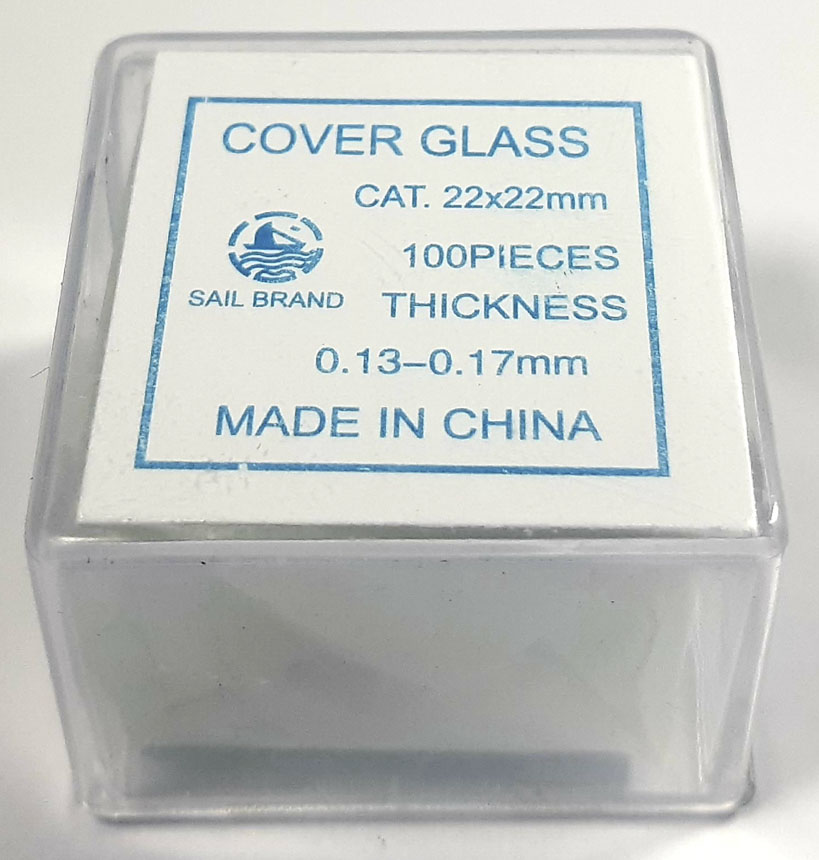 COVER GLASS
CAT. 22x22mm
100PIECES
SAIL BRAND
THICKNESS
0.13-0.17mm
MADE IN CHINA